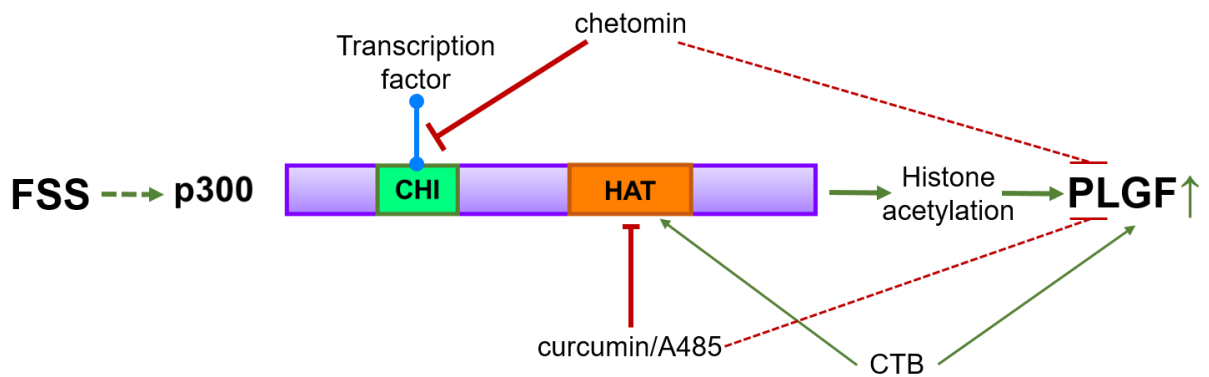 chetomin
Transcription
factor
FSS
p300
CHI
HAT
Histone
acetylation
PLGF↑
curcumin/A485
CTB